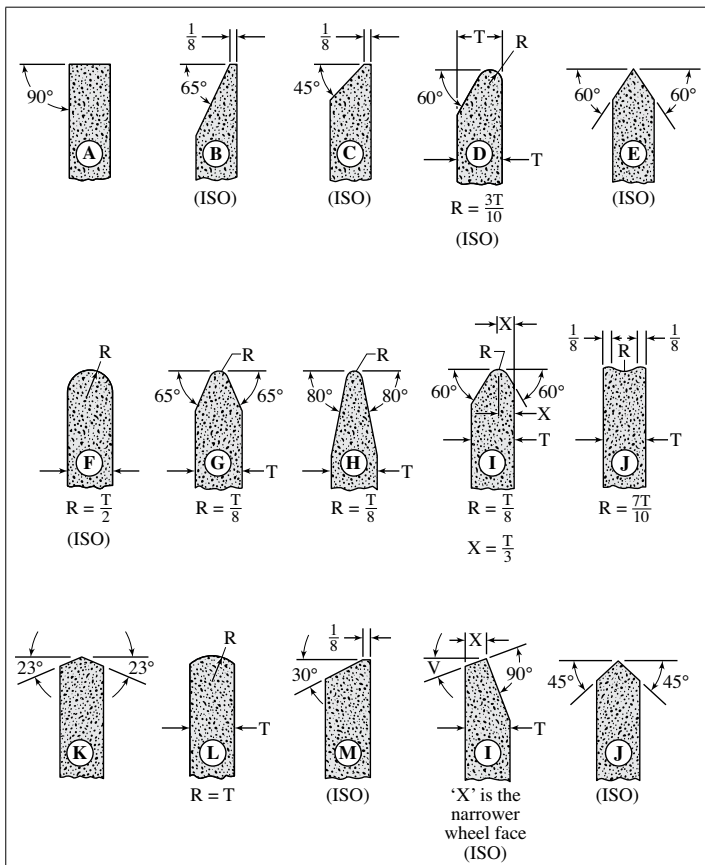 1/8 1/8 T R
90° 65° 45° 60° 60° 60°
A B C D T E
(ISO) (ISO) R = 3T/10 (ISO)
(ISO)
X
R R R R 1/8 R 1/8
65° 65° 80° 80° 60° 60°
X
F T G T H T I T J T
R = T/2 R = T/8 R = T/8 R = T/8 R = 7T/10
(ISO) X = T/3
1/8 X
R
23° 23° 30° V 90° 45° 45°
K L T M I T J
R = T (ISO) 'X' is the (ISO)
narrower
wheel face
(ISO)